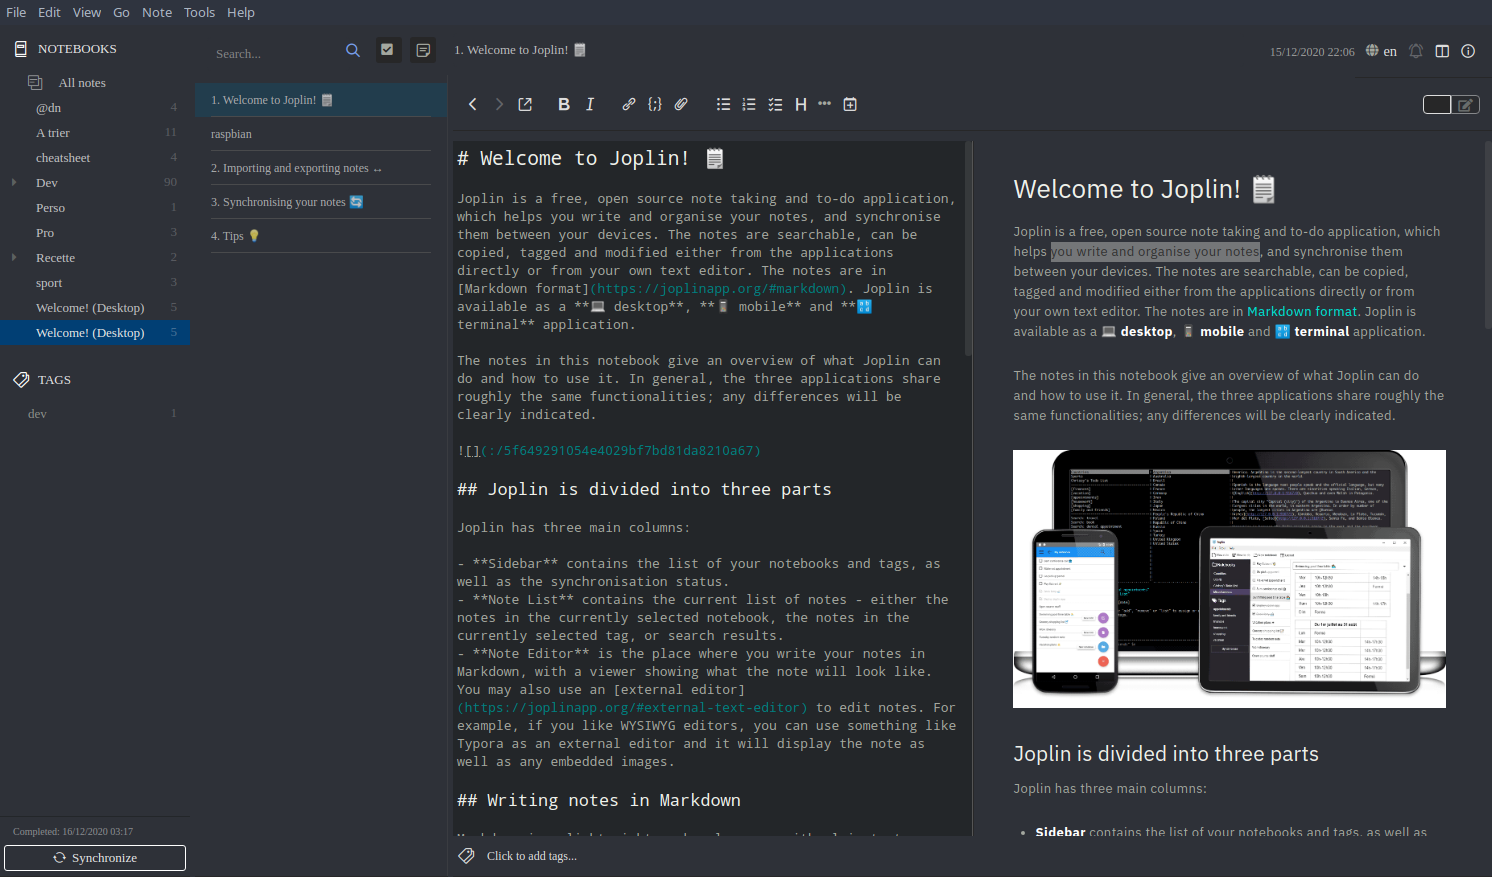 File Edit View Go Note Tools Help
NOTEBOOKS
All notes
@dn 4
A trier 11
cheatsheet 4
Dev 90
Perso 1
Pro 3
Recette 2
sport 3
Welcome! (Desktop) 5
Welcome! (Desktop) 5
TAGS
dev 1
Completed: 16/12/2020 03:17
Synchronize
Search...
1. Welcome to Joplin! 🗒️
raspbian
2. Importing and exporting notes ↔️
3. Synchronising your notes 🔄
4. Tips 💡
1. Welcome to Joplin! 🗒️
15/12/2020 22:06 en
# Welcome to Joplin! 🗒️
Joplin is a free, open source note taking and to-do application,
which helps you write and organise your notes, and synchronise
them between your devices. The notes are searchable, can be
copied, tagged and modified either from the applications
directly or from your own text editor. The notes are in
[Markdown format](https://joplinapp.org/#markdown). Joplin is
available as a **💻 desktop**, **📱 mobile** and **🔡
terminal** application.
The notes in this notebook give an overview of what Joplin can
do and how to use it. In general, the three applications share
roughly the same functionalities; any differences will be
clearly indicated.
![](:/5f649291054e4029bf7bd81da8210a67)
## Joplin is divided into three parts
Joplin has three main columns:
- **Sidebar** contains the list of your notebooks and tags, as
well as the synchronisation status.
- **Note List** contains the current list of notes - either the
notes in the currently selected notebook, the notes in the
currently selected tag, or search results.
- **Note Editor** is the place where you write your notes in
Markdown, with a viewer showing what the note will look like.
You may also use an [external editor]
(https://joplinapp.org/#external-text-editor) to edit notes. For
example, if you like WYSIWYG editors, you can use something like
Typora as an external editor and it will display the note as
well as any embedded images.
## Writing notes in Markdown
Click to add tags...
Welcome to Joplin! 🗒️
Joplin is a free, open source note taking and to-do application, which
helps you write and organise your notes, and synchronise them
between your devices. The notes are searchable, can be copied,
tagged and modified either from the applications directly or from
your own text editor. The notes are in Markdown format. Joplin is
available as a 💻 desktop, 📱 mobile and 🔡 terminal application.
The notes in this notebook give an overview of what Joplin can do
and how to use it. In general, the three applications share roughly the
same functionalities; any differences will be clearly indicated.
Joplin is divided into three parts
Joplin has three main columns:
• Sidebar contains the list of your notebooks and tags, as well as